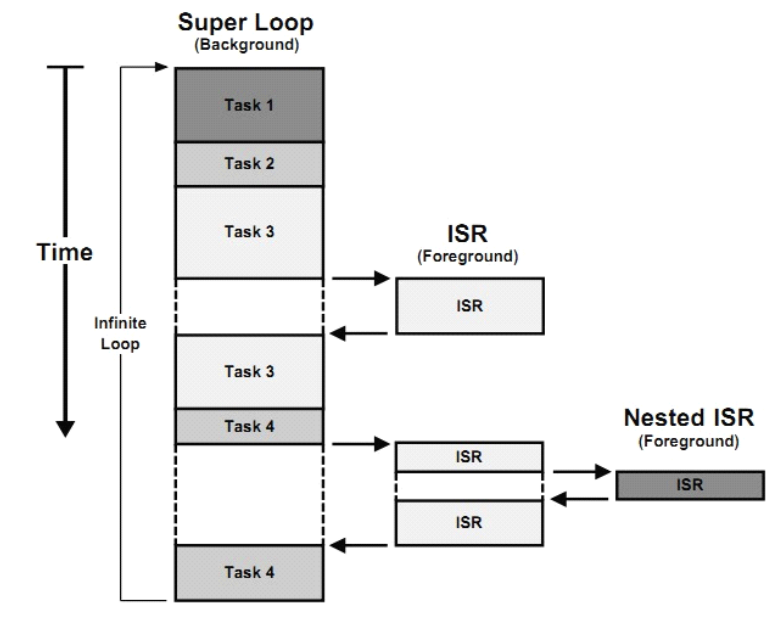 Super Loop
(Background)
Task 1
Task 2
Task 3
Time
ISR
(Foreground)
ISR
Infinite
Loop
Task 3
Task 4
Nested ISR
(Foreground)
ISR
ISR
ISR
Task 4